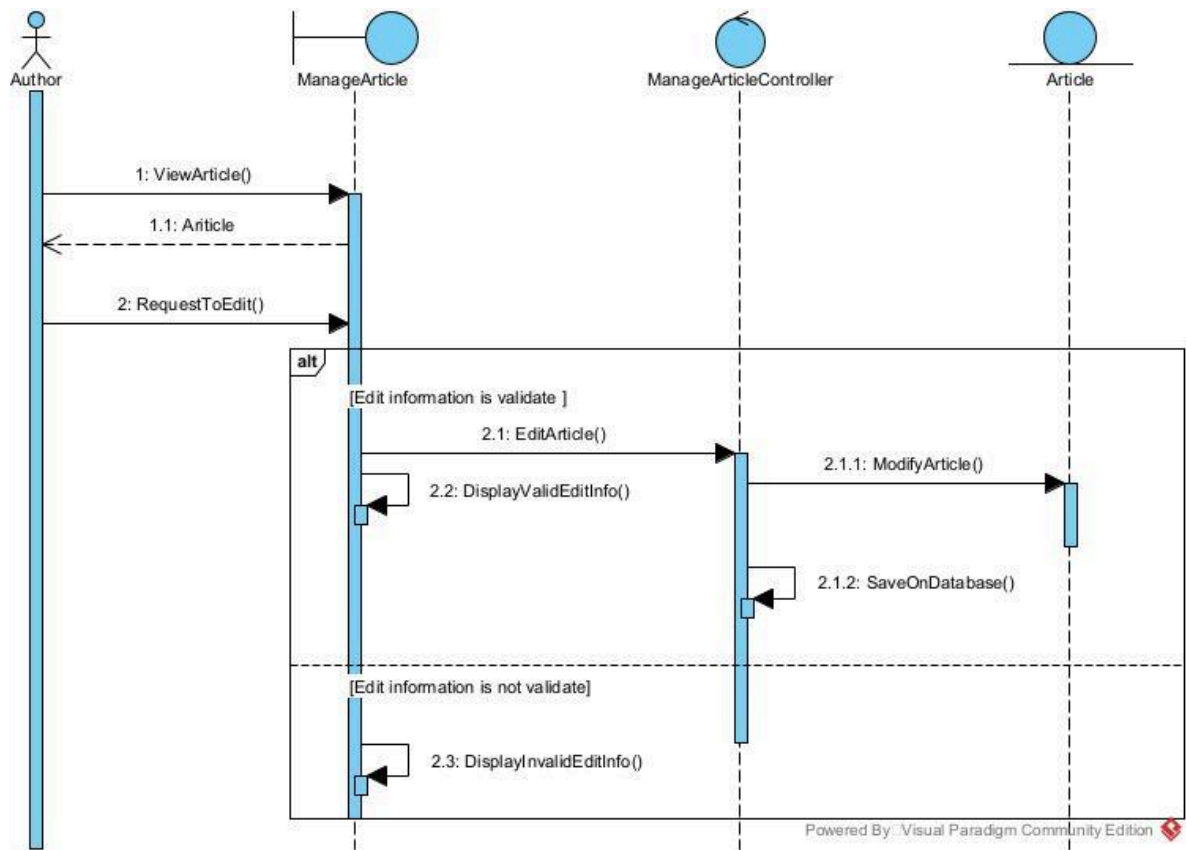 Author
ManageArticle
ManageArticleController
Article
1: ViewArticle()
1.1: Ariticle
2: RequestToEdit()
alt
[Edit information is validate ]
2.1: EditArticle()
2.1.1: ModifyArticle()
2.2: DisplayValidEditInfo()
2.1.2: SaveOnDatabase()
[Edit information is not validate]
2.3: DisplayInvalidEditInfo()
Powered By Visual Paradigm Community Edition